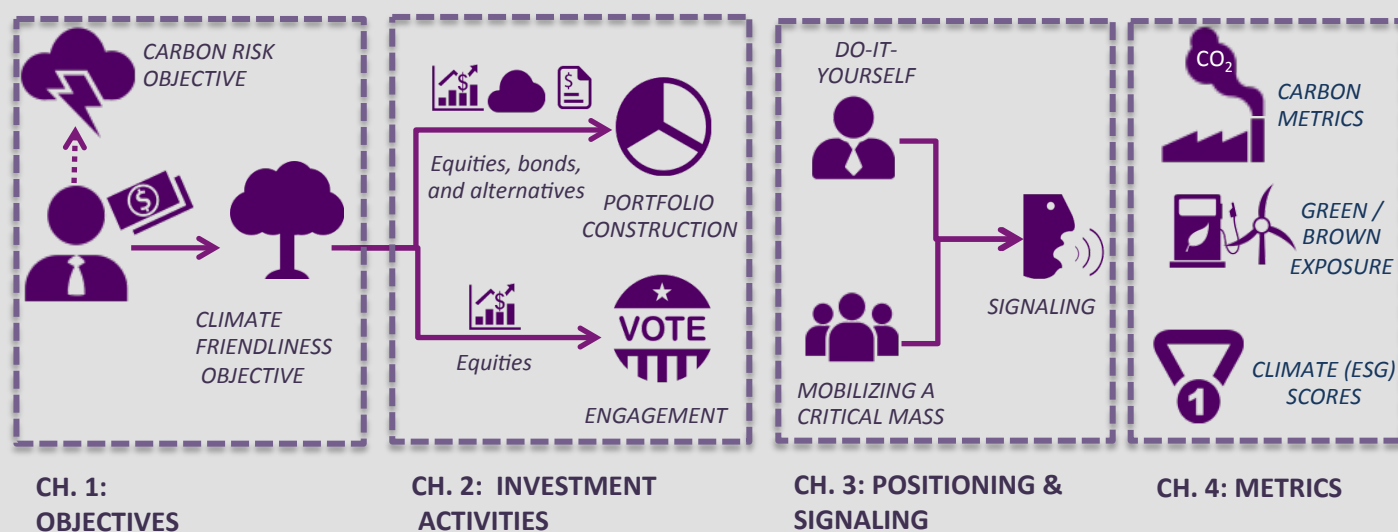 CARBON RISK
OBJECTIVE
$
CLIMATE
FRIENDLINESS
OBJECTIVE
CH. 1:
OBJECTIVES
$
$
Equities, bonds,
and alternatives
PORTFOLIO
CONSTRUCTION
$
Equities
VOTE
ENGAGEMENT
CH. 2: INVESTMENT
ACTIVITIES
DO-IT-
YOURSELF
SIGNALING
MOBILIZING A
CRITICAL MASS
CH. 3: POSITIONING &
SIGNALING
CO2
CARBON
METRICS
GREEN /
BROWN
EXPOSURE
CLIMATE (ESG)
SCORES
1
CH. 4: METRICS